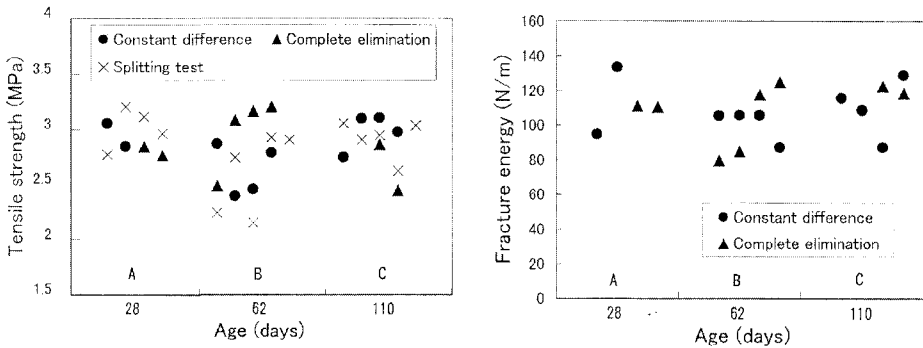 4
3.5
3
2.5
2
1.5
Tensile strength (MPa)
Constant difference
Complete elimination
Splitting test
A
B
C
28
62
110
Age (days)
160
140
120
100
80
60
40
20
0
Fracture energy (N/m)
Constant difference
Complete elimination
A
B
C
28
62
110
Age (days)